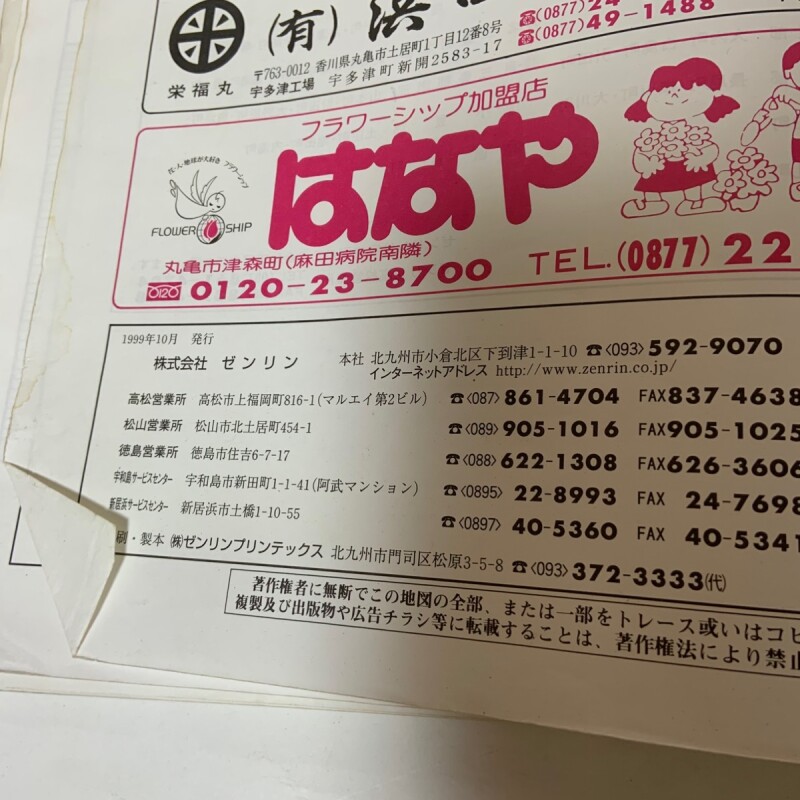 (有) 浜
☎(0877)24
☎(0877)49-1488
栄福丸
〒763-0012 香川県丸亀市土居町1丁目12番8号
宇多津工場 宇多津町新開2583-17
フラワーシップ加盟店
はなや
花・人・地球が大好き フラワーシップ
FLOWER SHIP
丸亀市津森町(麻田病院南隣)
0120-23-8700
TEL.(0877)22
1999年10月 発行
株式会社 ゼンリン 本社 北九州市小倉北区下到津1-1-10 ☎〈093〉592-9070
インターネットアドレス http://www.zenrin.co.jp/
高松営業所 高松市上福岡町816-1(マルエイ第2ビル) ☎〈087〉861-4704 FAX837-4638
松山営業所 松山市北土居町454-1 ☎〈089〉905-1016 FAX905-1025
徳島営業所 徳島市住吉6-7-17 ☎〈088〉622-1308 FAX626-3606
宇和島サービスセンター 宇和島市新田町1-1-41(阿武マンション) ☎〈0895〉22-8993 FAX 24-7698
新居浜サービスセンター 新居浜市土橋1-10-55 ☎〈0897〉40-5360 FAX 40-5341
刷・製本 ㈱ゼンリンプリンテックス 北九州市門司区松原3-5-8 ☎〈093〉372-3333㈹
著作権者に無断でこの地図の全部、または一部をトレース或いはコピ
複製及び出版物や広告チラシ等に転載することは、著作権法により禁止